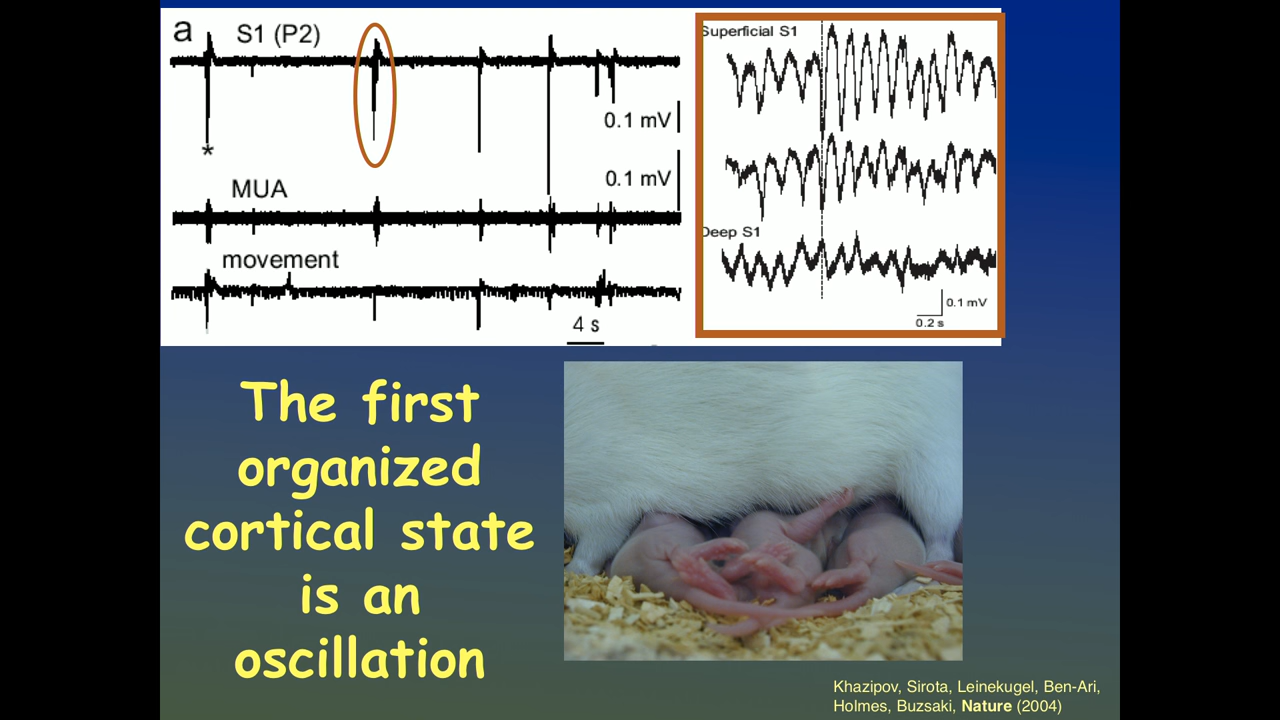 a
S1 (P2)
0.1 mV
*
0.1 mV
MUA
movement
4 s
Superficial S1
Deep S1
0.1 mV
0.2 s
The first
organized
cortical state
is an
oscillation
Khazipov, Sirota, Leinekugel, Ben-Ari,
Holmes, Buzsaki, Nature (2004)